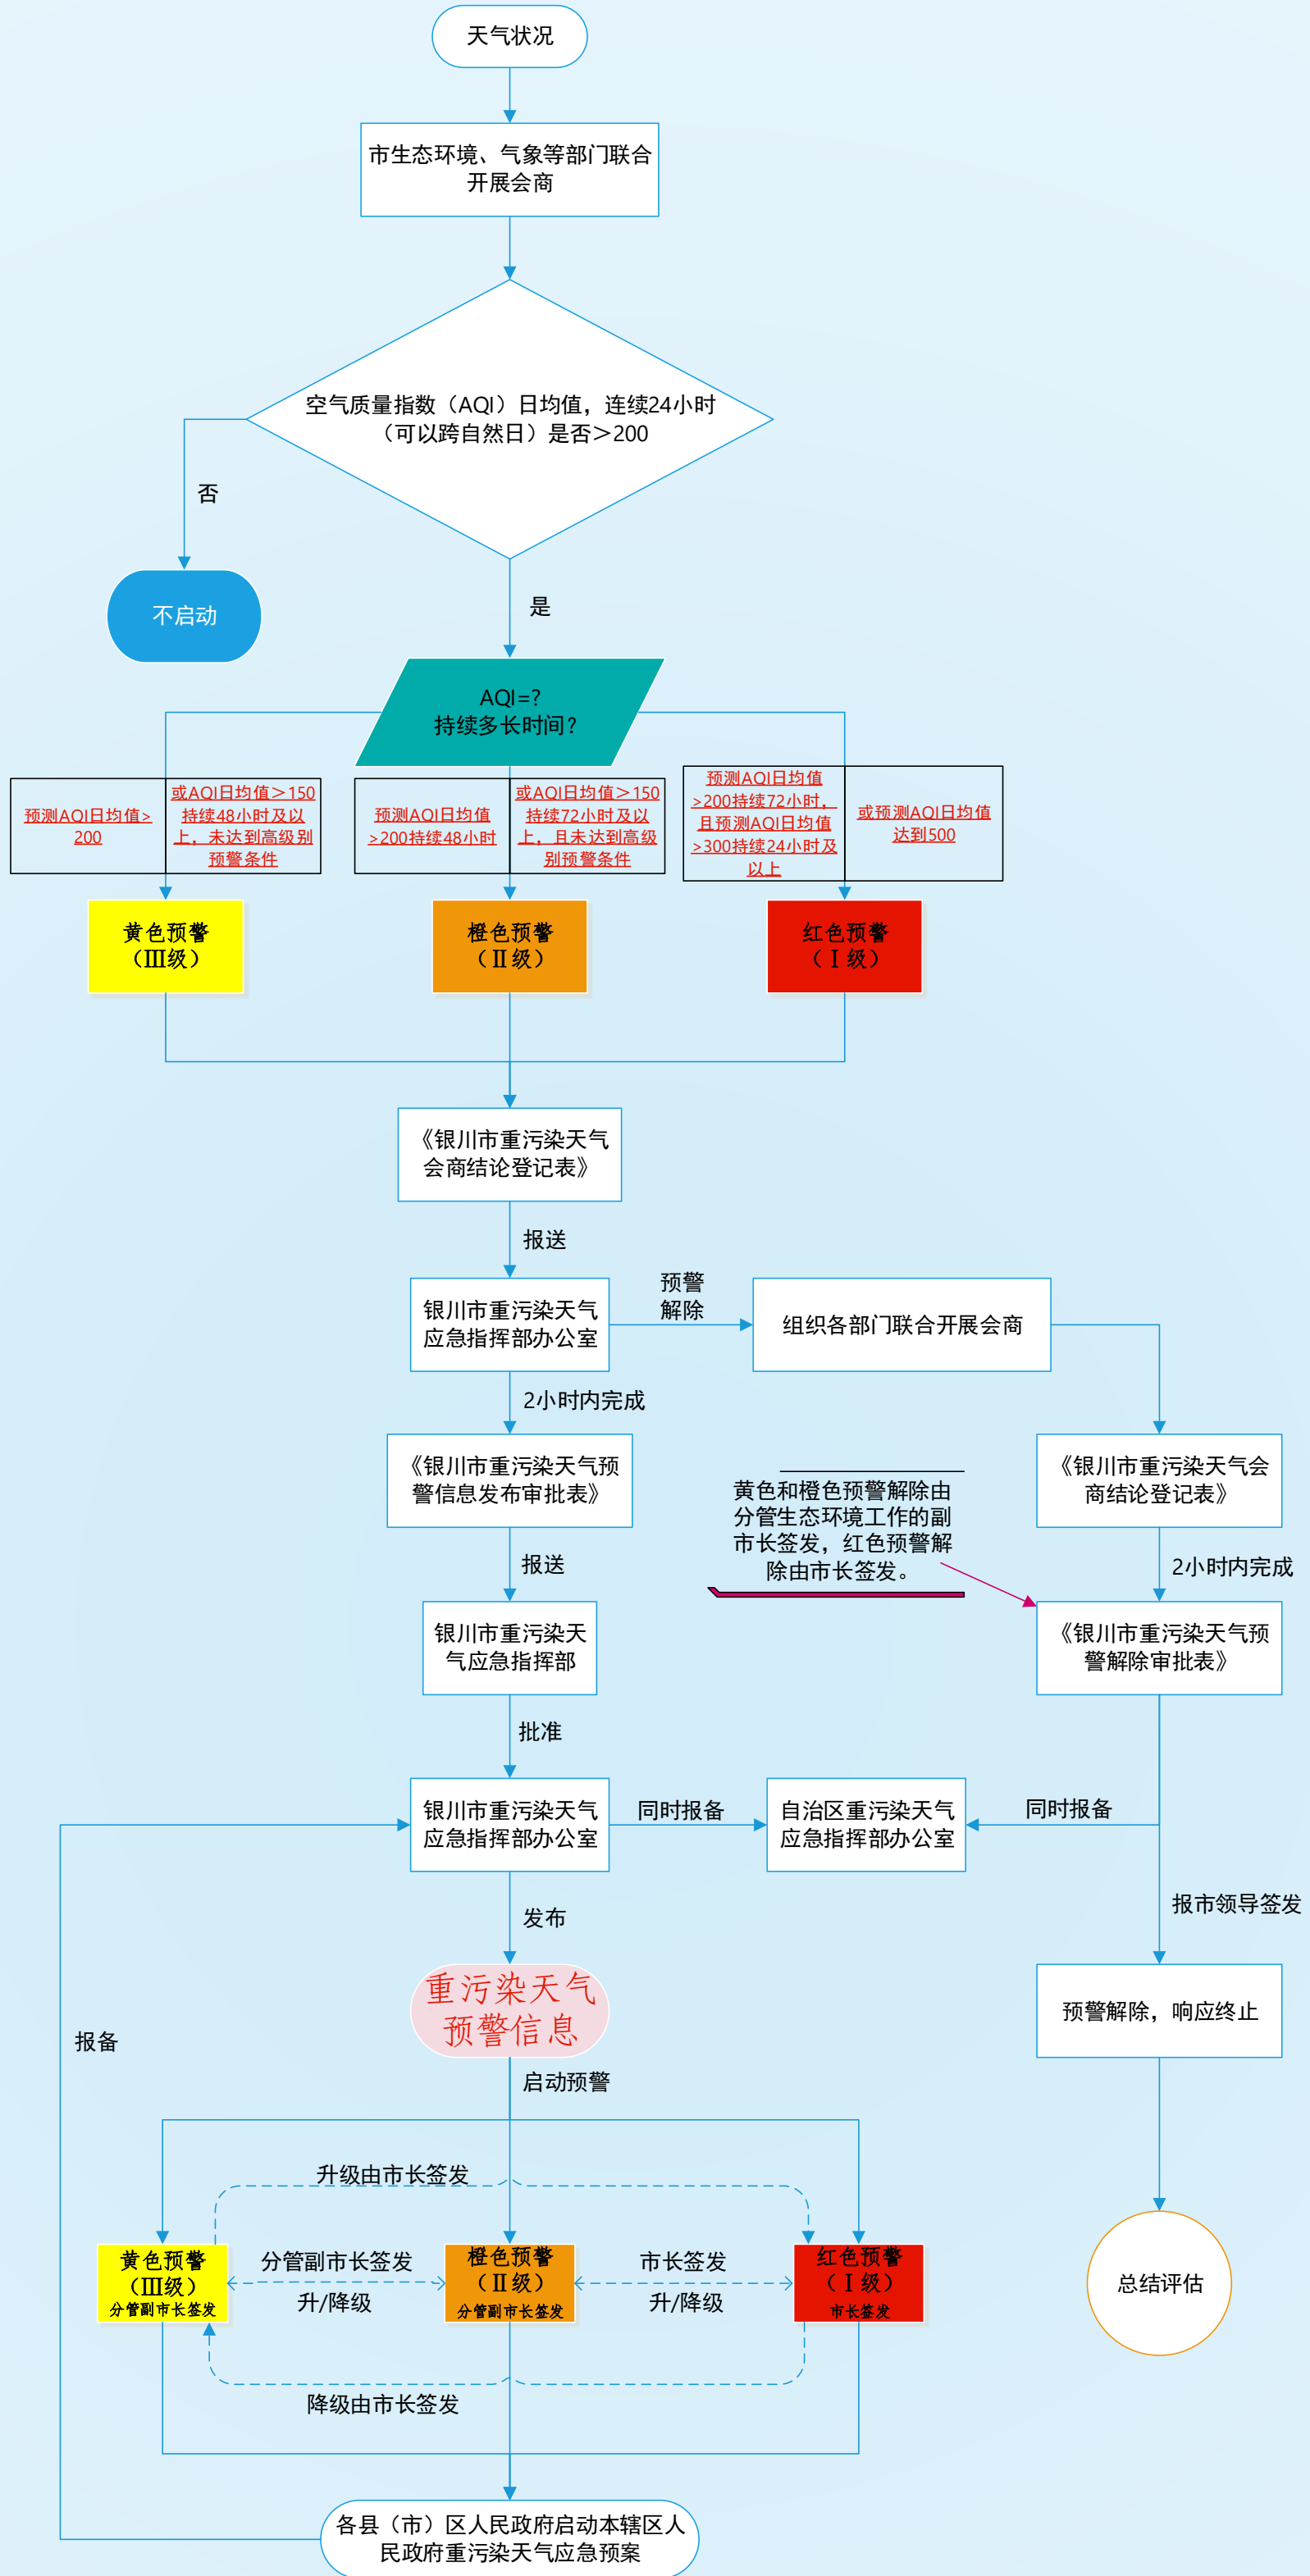 天气状况
市生态环境、气象等部门联合
开展会商
空气质量指数（AQI）日均值，连续24小时
（可以跨自然日）是否＞200
否
不启动
是
AQI=?
持续多长时间?
预测AQI日均值>
200
或AQI日均值＞150
持续48小时及以
上，未达到高级别
预警条件
预测AQI日均值
>200持续48小时
或AQI日均值＞150
持续72小时及以
上，且未达到高级
别预警条件
预测AQI日均值
>200持续72小时，
且预测AQI日均值
>300持续24小时及
以上
或预测AQI日均值
达到500
黄色预警
（Ⅲ级）
橙色预警
（Ⅱ级）
红色预警
（Ⅰ级）
《银川市重污染天气
会商结论登记表》
报送
银川市重污染天气
应急指挥部办公室
预警
解除
组织各部门联合开展会商
2小时内完成
《银川市重污染天气预
警信息发布审批表》
黄色和橙色预警解除由
分管生态环境工作的副
市长签发，红色预警解
除由市长签发。
《银川市重污染天气会
商结论登记表》
报送
2小时内完成
银川市重污染天
气应急指挥部
《银川市重污染天气预
警解除审批表》
批准
银川市重污染天气
应急指挥部办公室
同时报备
自治区重污染天气
应急指挥部办公室
同时报备
发布
报市领导签发
重污染天气
预警信息
预警解除，响应终止
报备
启动预警
升级由市长签发
黄色预警
（Ⅲ级）
分管副市长签发
分管副市长签发
升/降级
橙色预警
（Ⅱ级）
分管副市长签发
市长签发
升/降级
红色预警
（Ⅰ级）
市长签发
总结评估
降级由市长签发
各县（市）区人民政府启动本辖区人
民政府重污染天气应急预案